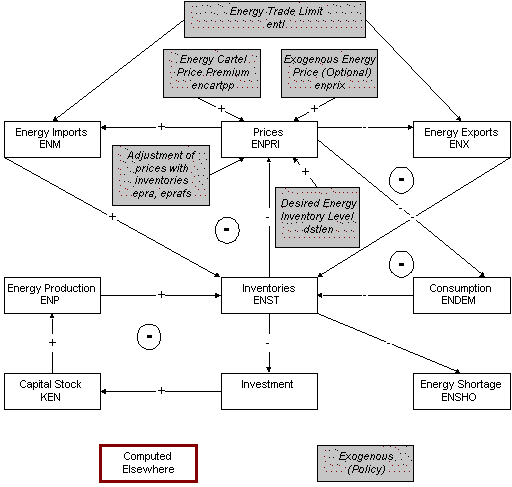 Energy Trade Limit
entl
Energy Cartel
Price Premium
encartpp
Exogenous Energy
Price (Optional)
enprix
+
+
Energy Imports
ENM
+
Prices
ENPRI
-
Energy Exports
ENX
Adjustment of
prices with
inventories
epra, eprafs
+
-
Desired Energy
Inventory Level
dstlen
+
-
-
-
-
-
Energy Production
ENP
+
Inventories
ENST
-
Consumption
ENDEM
+
-
-
-
Capital Stock
KEN
+
Investment
Energy Shortage
ENSHO
Computed
Elsewhere
Exogenous
(Policy)